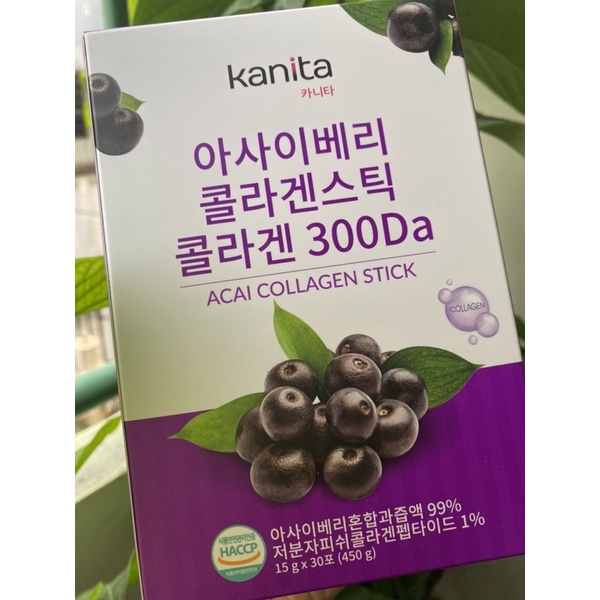 kanita
카니타
아사이베리
콜라겐스틱
콜라겐 300Da
ACAI COLLAGEN STICK
COLLAGEN
아사이베리혼합과즙액 99%
저분자피쉬콜라겐펩타이드 1%
15 g x 30포 (450 g)
HACCP